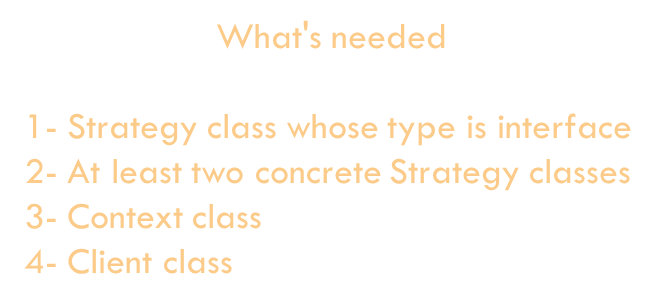 What's needed
1- Strategy class whose type is interface
2- At least two concrete Strategy classes
3- Context class
4- Client class